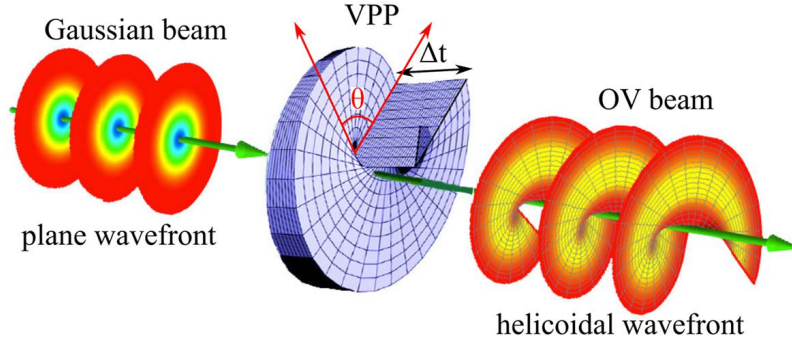 Gaussian beam
VPP
Δt
θ
OV beam
plane wavefront
helicoidal wavefront